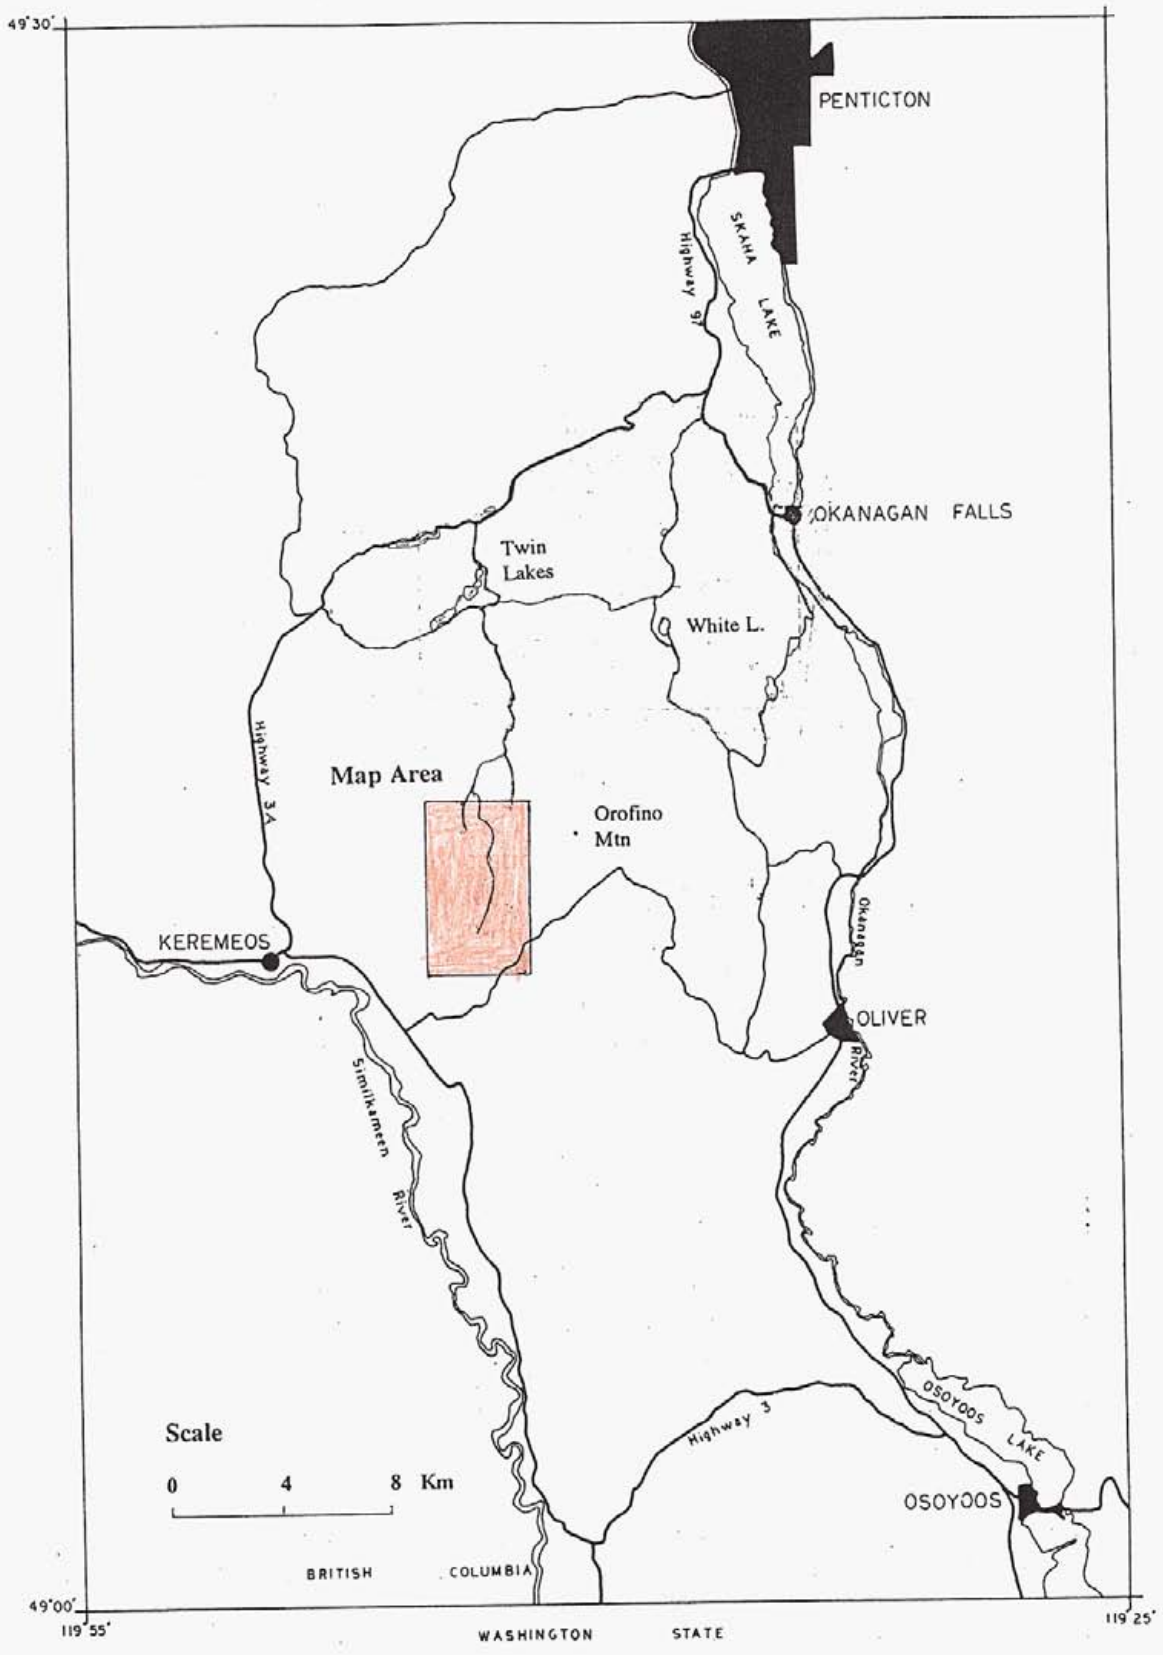 49°30'
PENTICTON
SKAHA LAKE
Highway 97
OKANAGAN FALLS
Twin
Lakes
White L.
Highway 3A
Map Area
Orofino
Mtn
KEREMEOS
Okanagan
River
OLIVER
Similkameen River
OSOYOOS LAKE
Highway 3
Scale
0 4 8 Km
OSOYOOS
BRITISH COLUMBIA
49°00'
119°55'
119°25'
WASHINGTON STATE